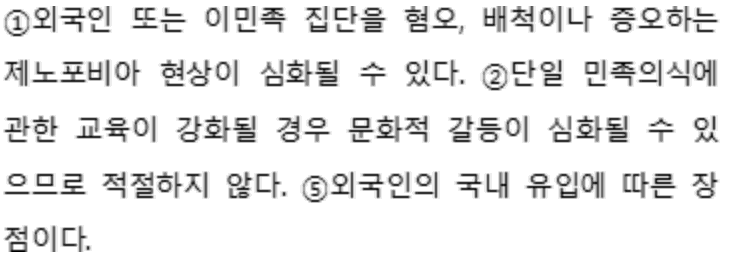 ①외국인 또는 이민족 집단을 혐오, 배척이나 증오하는
제노포비아 현상이 심화될 수 있다. ②단일 민족의식에
관한 교육이 강화될 경우 문화적 갈등이 심화될 수 있
으므로 적절하지 않다. ⑤외국인의 국내 유입에 따른 장
점이다.